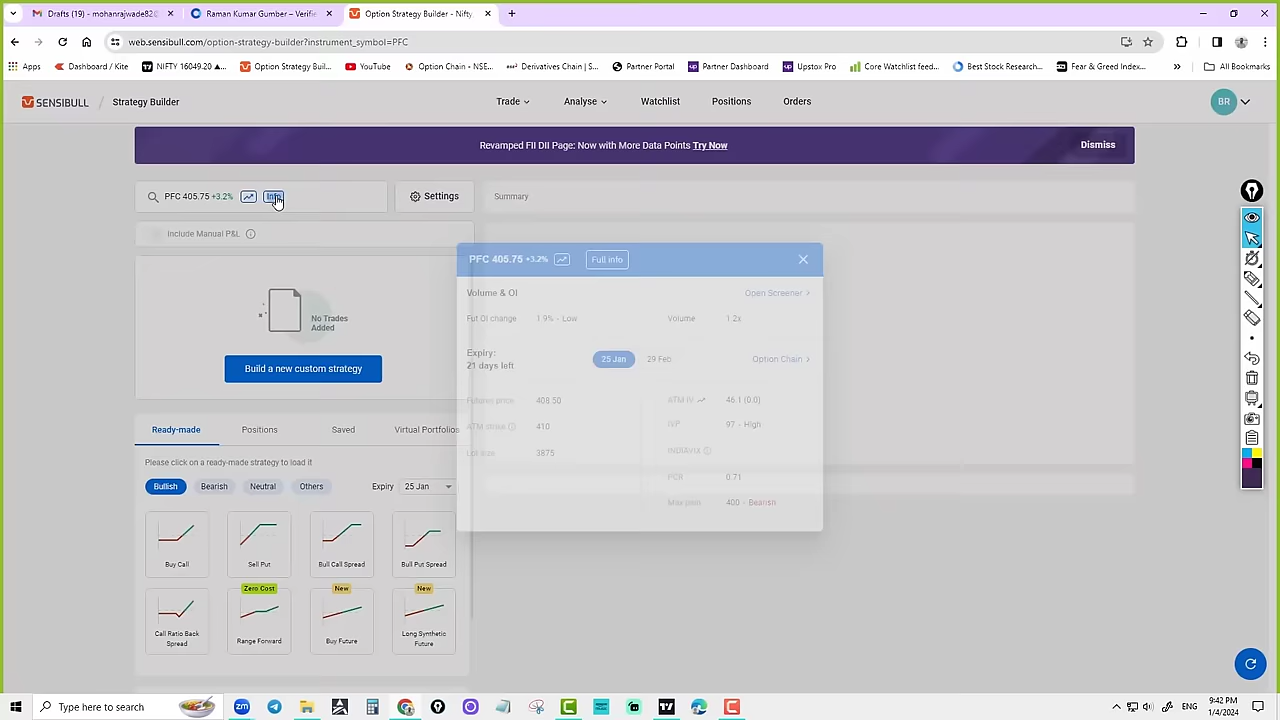 Drafts (19) - mohanrajwade82@
Raman Kumar Gumber – Verifie
Option Strategy Builder - Nifty,
web.sensibull.com/option-strategy-builder?instrument_symbol=PFC
Apps
Dashboard / Kite
NIFTY 16049.20 ▲...
Option Strategy Buil...
YouTube
Option Chain - NSE...
Derivatives Chain | S...
Partner Portal
Partner Dashboard
Upstox Pro
Core Watchlist feed...
Best Stock Research...
Fear & Greed Index...
»
All Bookmarks
SENSIBULL / Strategy Builder
Trade
Analyse
Watchlist
Positions
Orders
BR
Revamped FII DII Page: Now with More Data Points Try Now
Dismiss
PFC 405.75 +3.2%
Info
Settings
Summary
Include Manual P&L
No Trades
Added
Build a new custom strategy
PFC 405.75 +3.2%
Full info
Volume & OI
Open Screener >
Fut OI change 1.9% - Low
Volume 1.2x
Expiry:
21 days left
25 Jan
29 Feb
Option Chain >
Futures price 408.50
ATM IV 46.1 (0.0)
ATM strike 410
IVP 97 - High
Lot size 3875
INDIAVIX
PCR 0.71
Max pain 400 - Bearish
Ready-made
Positions
Saved
Virtual Portfolios
Please click on a ready-made strategy to load it
Bullish
Bearish
Neutral
Others
Expiry
25 Jan
Buy Call
Sell Put
Bull Call Spread
Bull Put Spread
Zero Cost
New
New
Call Ratio Back
Spread
Range Forward
Buy Future
Long Synthetic
Future
Type here to search
zm
ENG
9:42 PM
1/4/2024